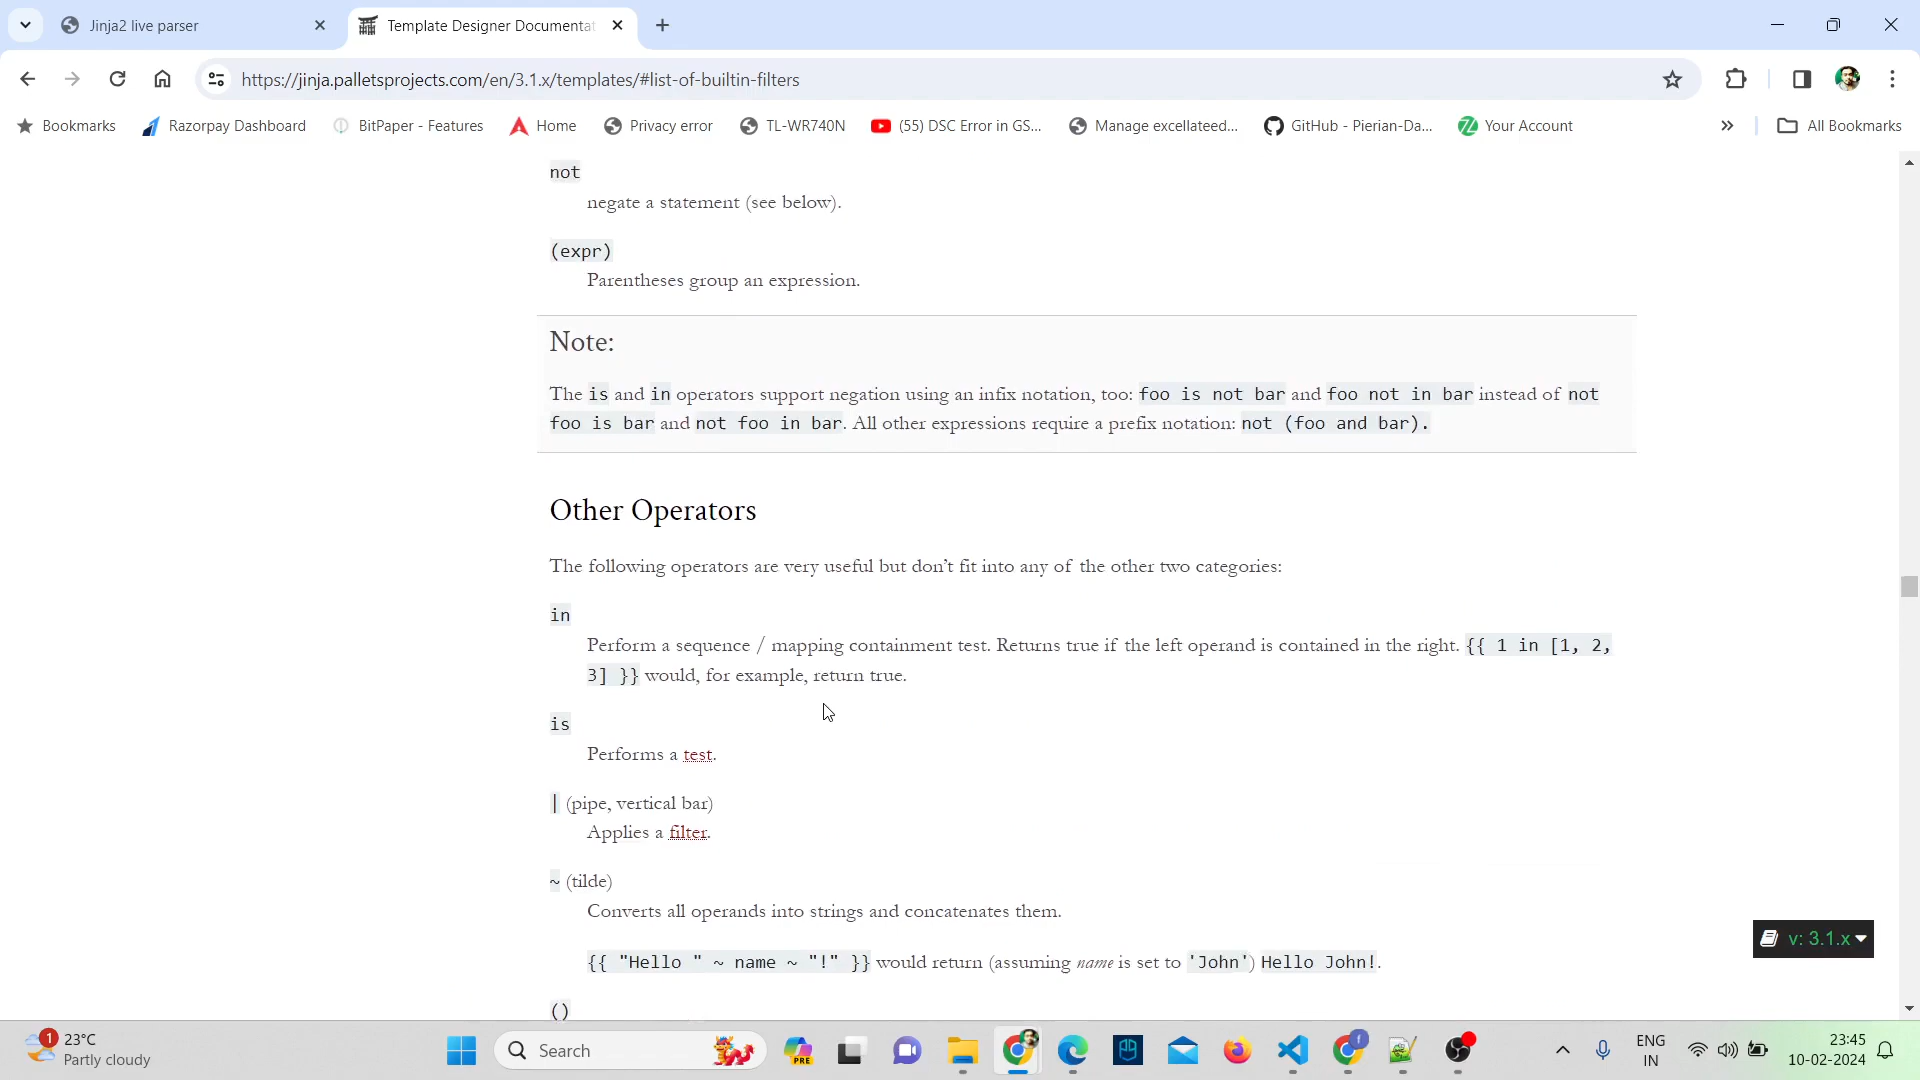 Jinja2 live parser
Template Designer Documentat
https://jinja.palletsprojects.com/en/3.1.x/templates/#list-of-builtin-filters
Bookmarks
Razorpay Dashboard
BitPaper - Features
Home
Privacy error
TL-WR740N
(55) DSC Error in GS...
Manage excellateed...
GitHub - Pierian-Da...
Your Account
»
All Bookmarks
not
negate a statement (see below).
(expr)
Parentheses group an expression.
Note:
The is and in operators support negation using an infix notation, too: foo is not bar and foo not in bar instead of not
foo is bar and not foo in bar. All other expressions require a prefix notation: not (foo and bar).
Other Operators
The following operators are very useful but don’t fit into any of the other two categories:
in
Perform a sequence / mapping containment test. Returns true if the left operand is contained in the right. {{ 1 in [1, 2,
3] }} would, for example, return true.
is
Performs a test.
| (pipe, vertical bar)
Applies a filter.
~ (tilde)
Converts all operands into strings and concatenates them.
{{ "Hello " ~ name ~ "!" }} would return (assuming name is set to 'John') Hello John!.
()
v: 3.1.x
1
23°C
Partly cloudy
Search
PRE
ENG
IN
23:45
10-02-2024